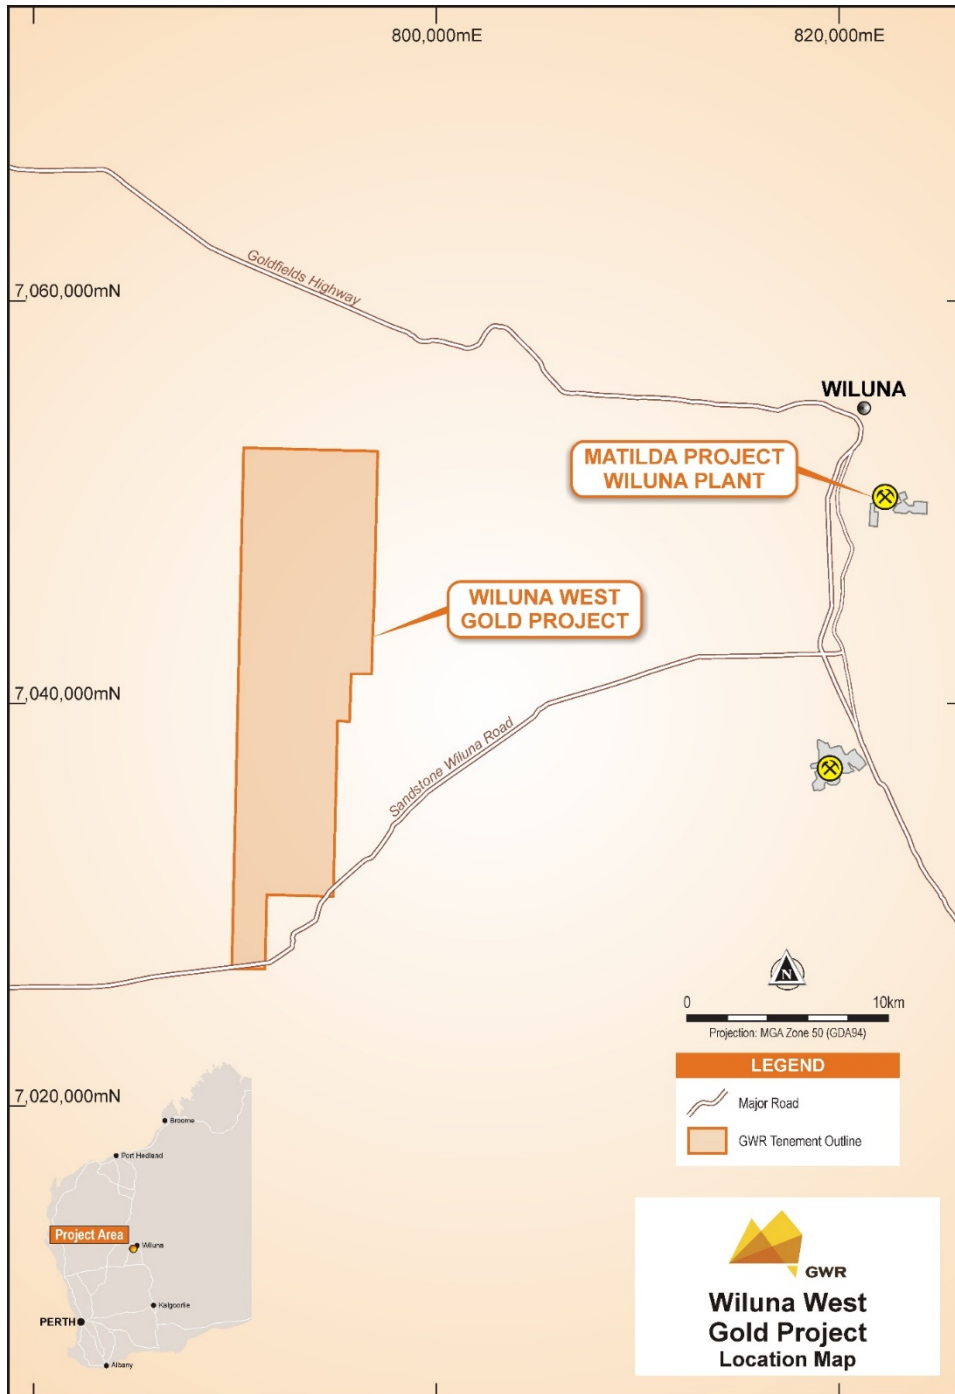 800,000mE
820,000mE
Goldfields Highway
7,060,000mN
WILUNA
MATILDA PROJECT
WILUNA PLANT
WILUNA WEST
GOLD PROJECT
7,040,000mN
Sandstone Wiluna Road
N
0
10km
Projection: MGA Zone 50 (GDA94)
LEGEND
Major Road
GWR Tenement Outline
7,020,000mN
Broome
Port Hedland
Project Area
Wiluna
Kalgoorlie
PERTH
Albany
GWR
Wiluna West
Gold Project
Location Map